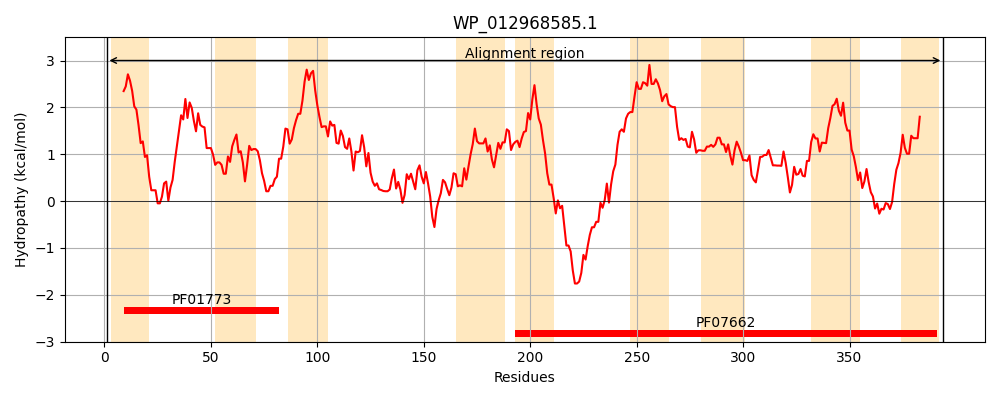 WP_012968585.1
Alignment region
Hydropathy (kcal/mol)
3
2
1
0
−1
−2
−3
PF01773
PF07662
0 50 100 150 200 250 300 350
Residues